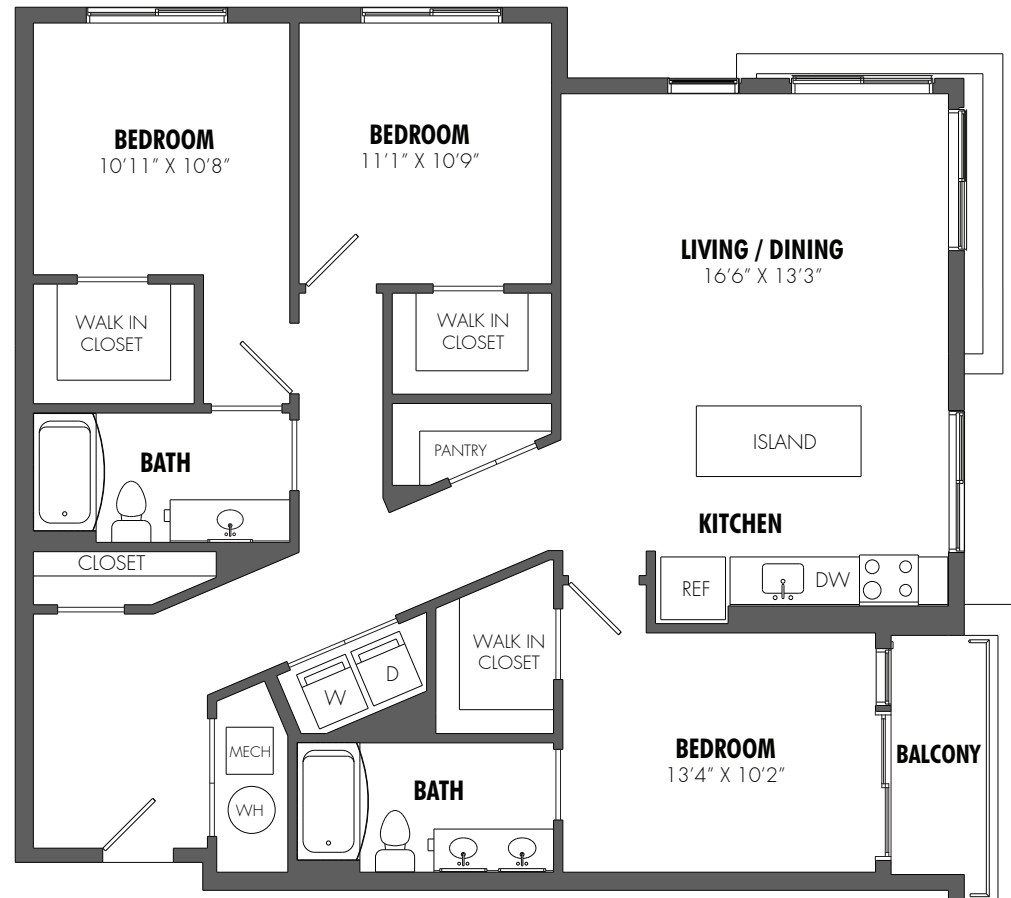 BEDROOM
10’11” X 10’8”
BEDROOM
11’1” X 10’9”
LIVING / DINING
16’6” X 13’3”
WALK IN
CLOSET
WALK IN
CLOSET
PANTRY
ISLAND
BATH
KITCHEN
CLOSET
REF
DW
WALK IN
CLOSET
W
D
MECH
WH
BATH
BEDROOM
13’4” X 10’2”
BALCONY